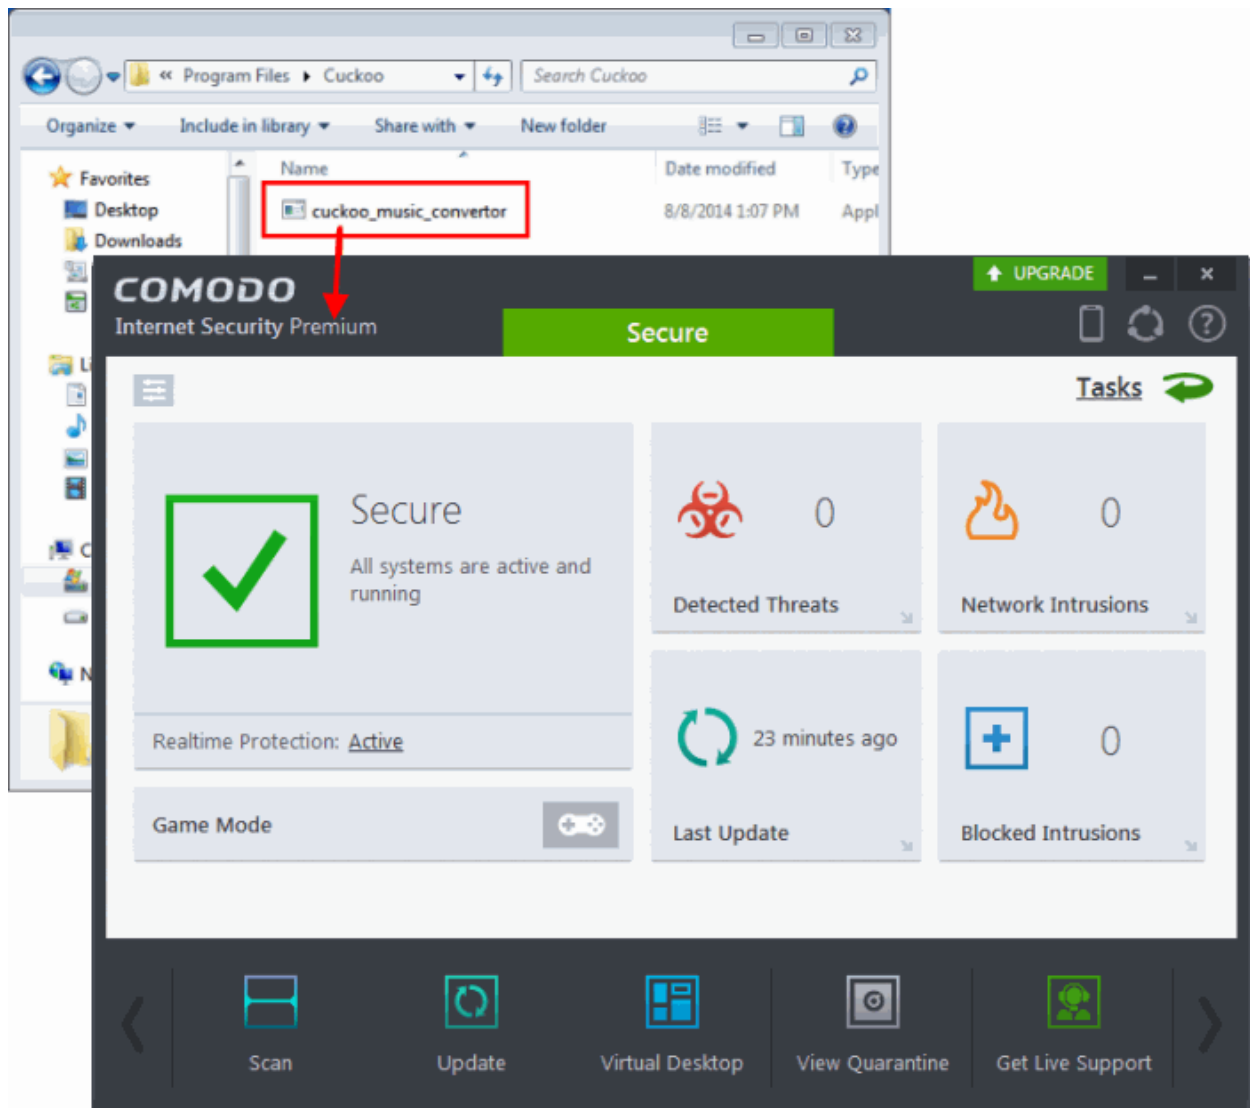 « Program Files ▸ Cuckoo
Search Cuckoo
Organize Include in library Share with New folder
Name Date modified Type
Favorites
cuckoo_music_convertor 8/8/2014 1:07 PM Appl
Desktop
Downloads
COMODO
Internet Security Premium
UPGRADE
Secure
Tasks
Secure
All systems are active and
running
Realtime Protection: Active
Game Mode
0
Detected Threats
0
Network Intrusions
23 minutes ago
Last Update
0
Blocked Intrusions
Scan Update Virtual Desktop View Quarantine Get Live Support